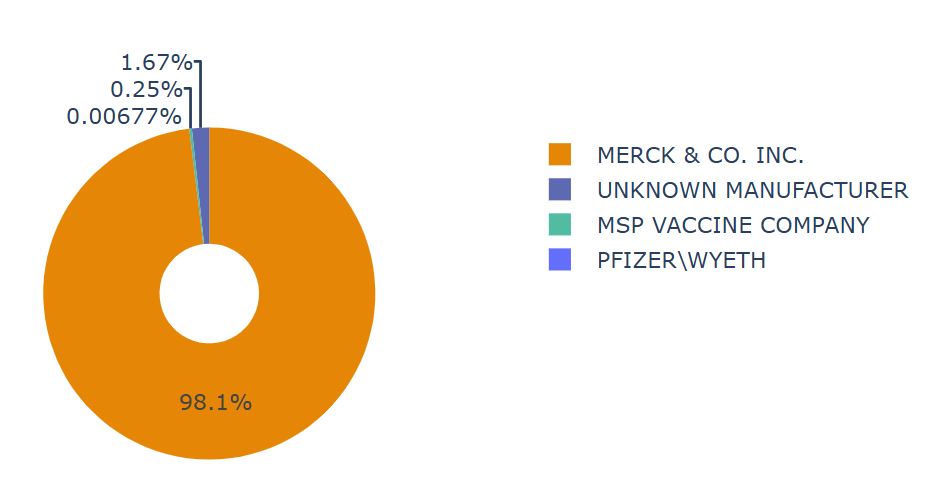 1.67%
0.25%
0.00677%
98.1%
MERCK & CO. INC.
UNKNOWN MANUFACTURER
MSP VACCINE COMPANY
PFIZER\WYETH